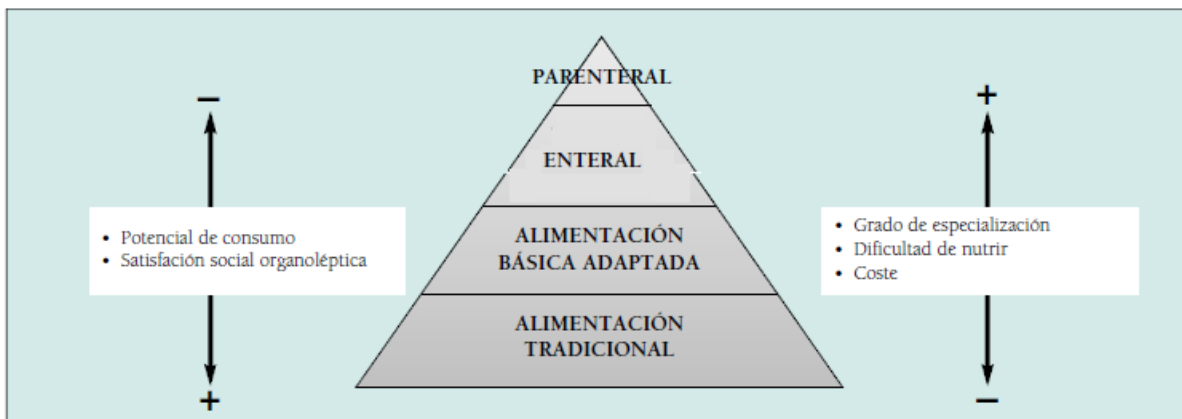 PARENTERAL
ENTERAL
ALIMENTACIÓN
BÁSICA ADAPTADA
ALIMENTACIÓN
TRADICIONAL
−
• Potencial de consumo
• Satisfación social organoléptica
+
+
• Grado de especialización
• Dificultad de nutrir
• Coste
−